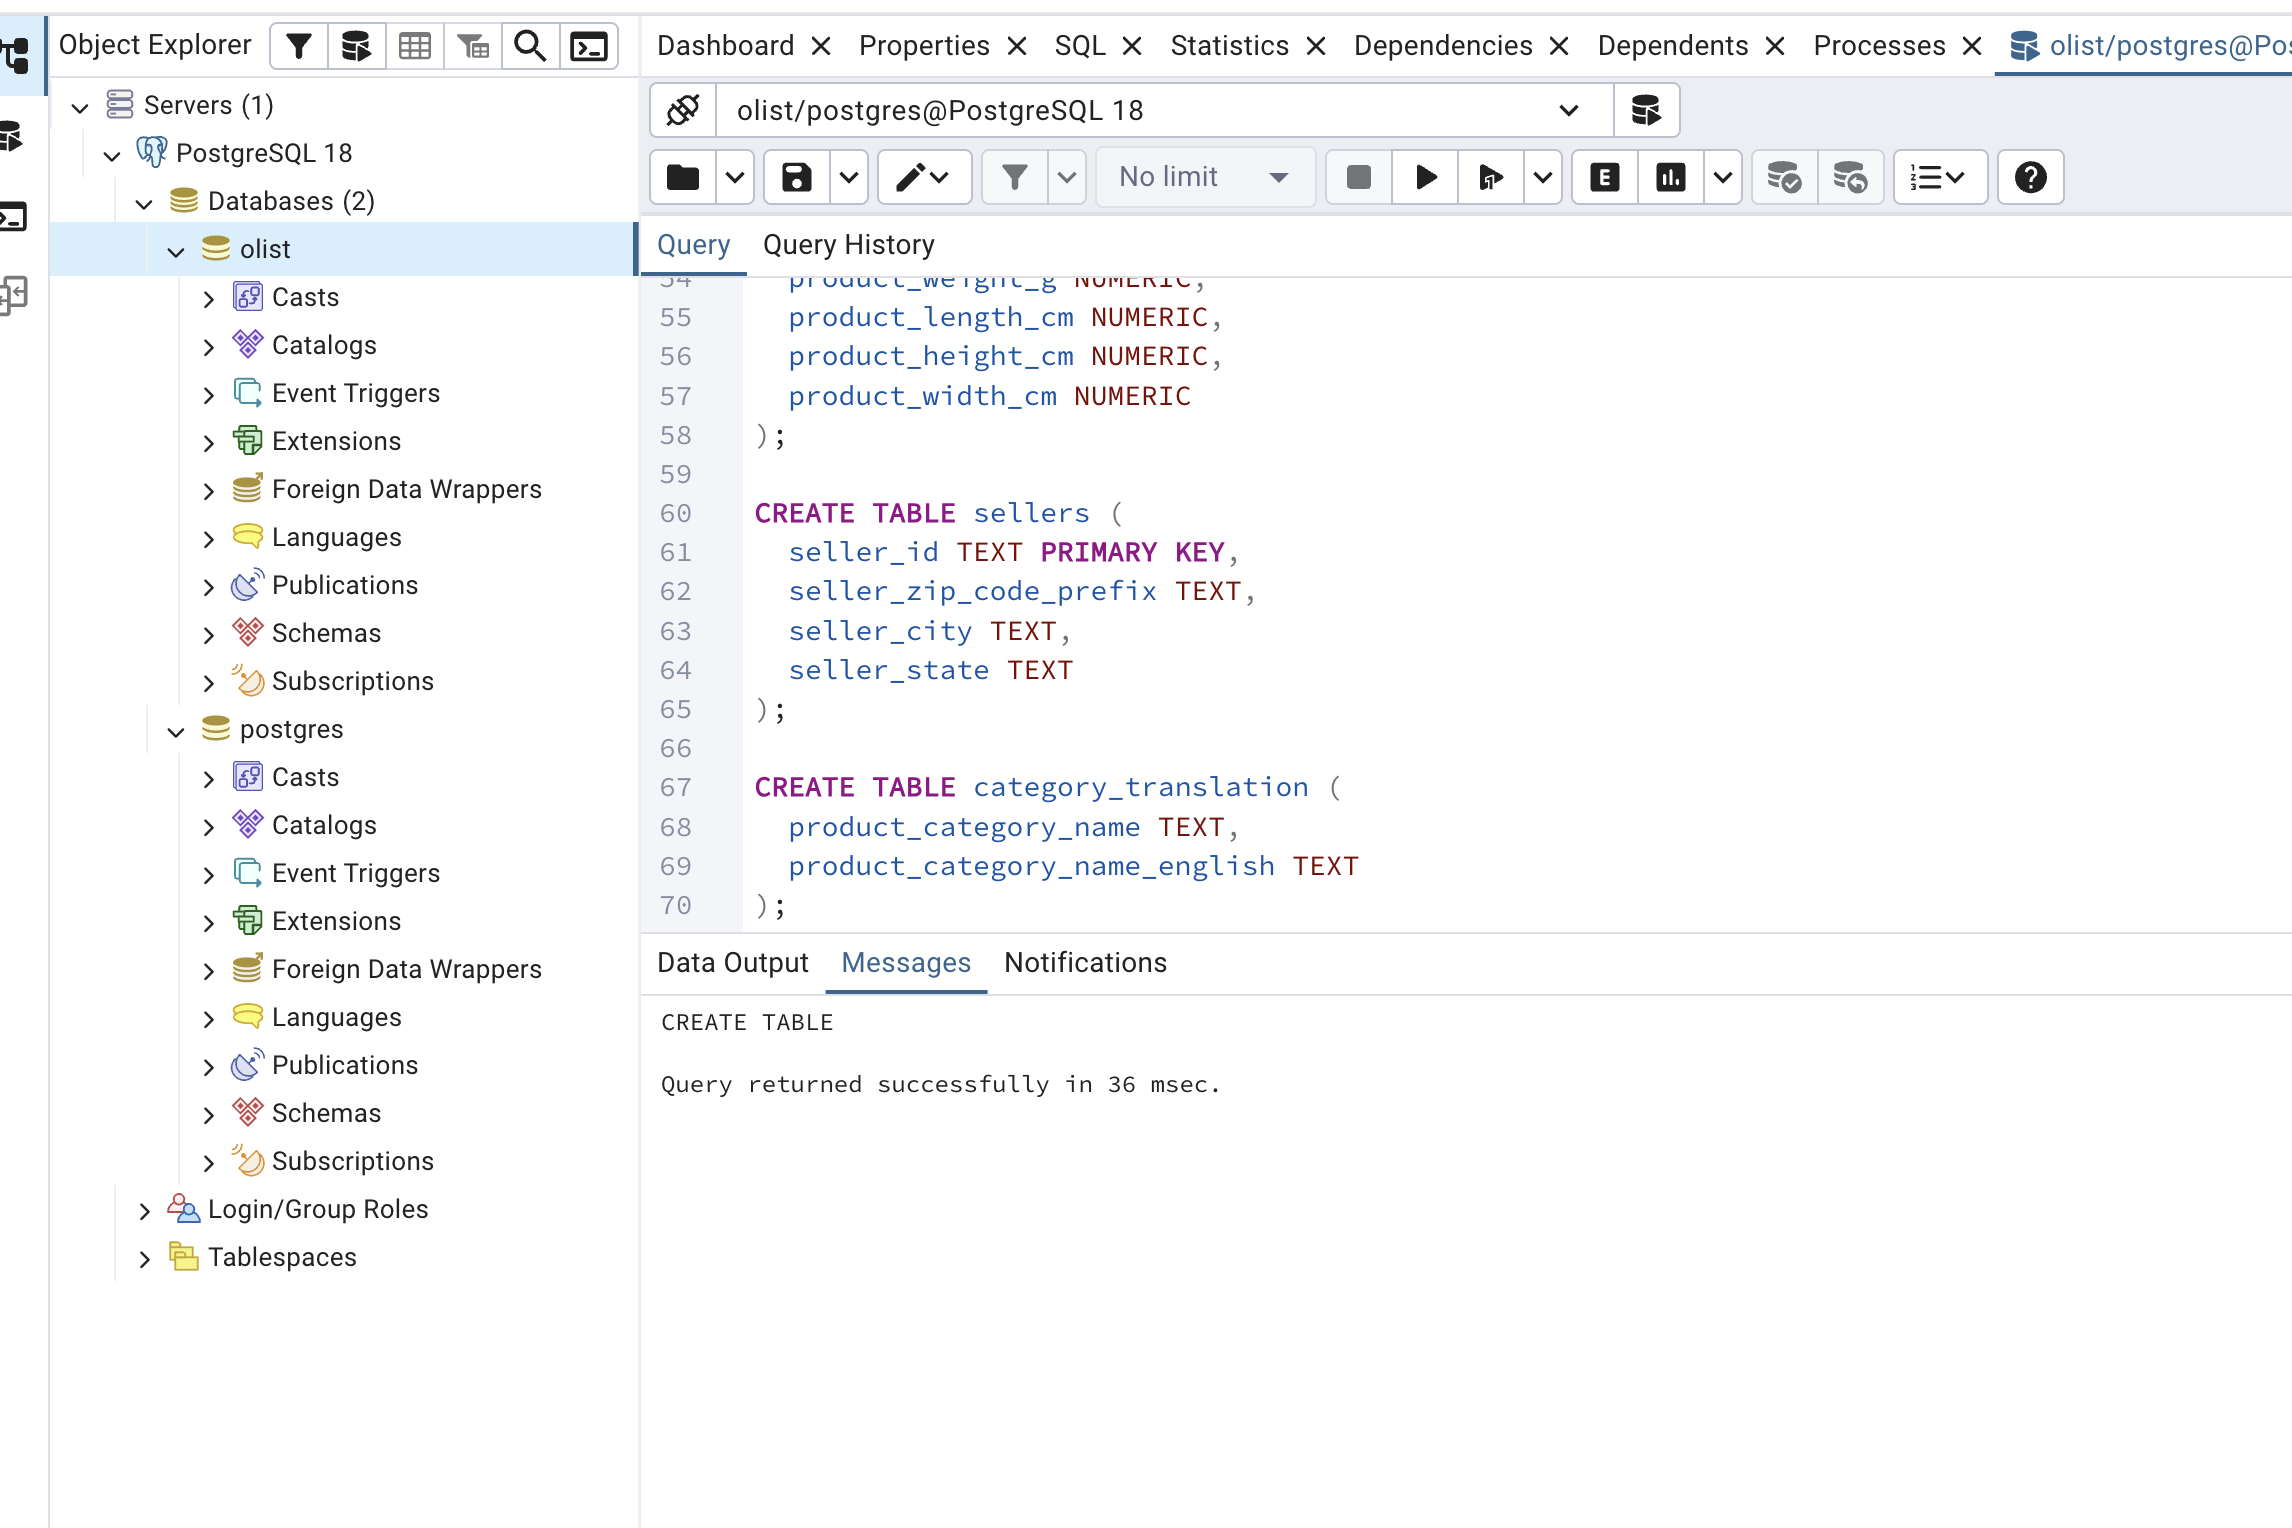 Object Explorer
Servers (1)
PostgreSQL 18
Databases (2)
olist
Casts
Catalogs
Event Triggers
Extensions
Foreign Data Wrappers
Languages
Publications
Schemas
Subscriptions
postgres
Casts
Catalogs
Event Triggers
Extensions
Foreign Data Wrappers
Languages
Publications
Schemas
Subscriptions
Login/Group Roles
Tablespaces
Dashboard Properties SQL Statistics Dependencies Dependents Processes olist/postgres@Pos
olist/postgres@PostgreSQL 18
No limit
Query Query History
54 product_weight_g NUMERIC,
55 product_length_cm NUMERIC,
56 product_height_cm NUMERIC,
57 product_width_cm NUMERIC
58 );
59
60 CREATE TABLE sellers (
61 seller_id TEXT PRIMARY KEY,
62 seller_zip_code_prefix TEXT,
63 seller_city TEXT,
64 seller_state TEXT
65 );
66
67 CREATE TABLE category_translation (
68 product_category_name TEXT,
69 product_category_name_english TEXT
70 );
Data Output Messages Notifications
CREATE TABLE
Query returned successfully in 36 msec.